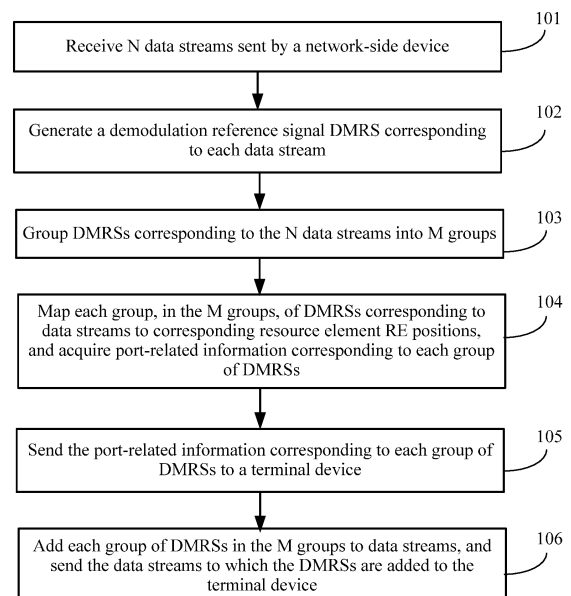 101
Receive N data streams sent by a network-side device
102
Generate a demodulation reference signal DMRS corresponding
to each data stream
103
Group DMRSs corresponding to the N data streams into M groups
104
Map each group, in the M groups, of DMRSs corresponding to
data streams to corresponding resource element RE positions,
and acquire port-related information corresponding to each group
of DMRSs
105
Send the port-related information corresponding to each group of
DMRSs to a terminal device
106
Add each group of DMRSs in the M groups to data streams, and
send the data streams to which the DMRSs are added to the
terminal device